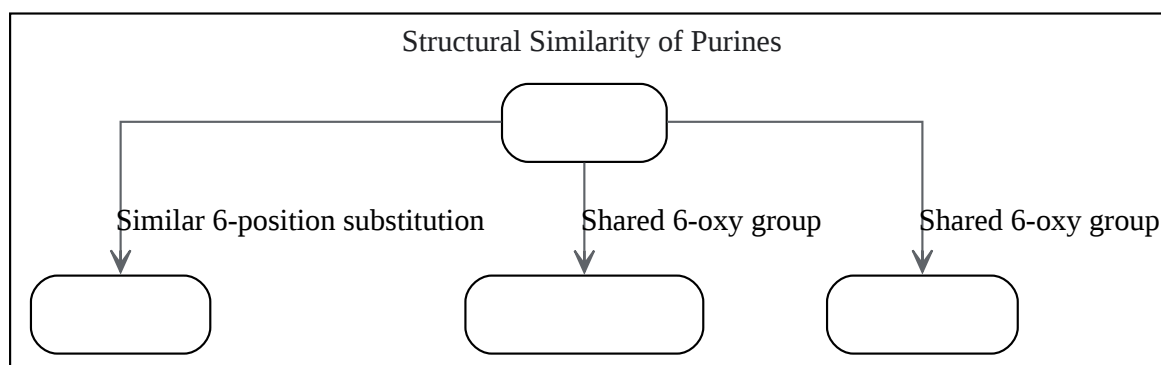 Structural Similarity of Purines
Similar 6-position substitution
Shared 6-oxy group
Shared 6-oxy group